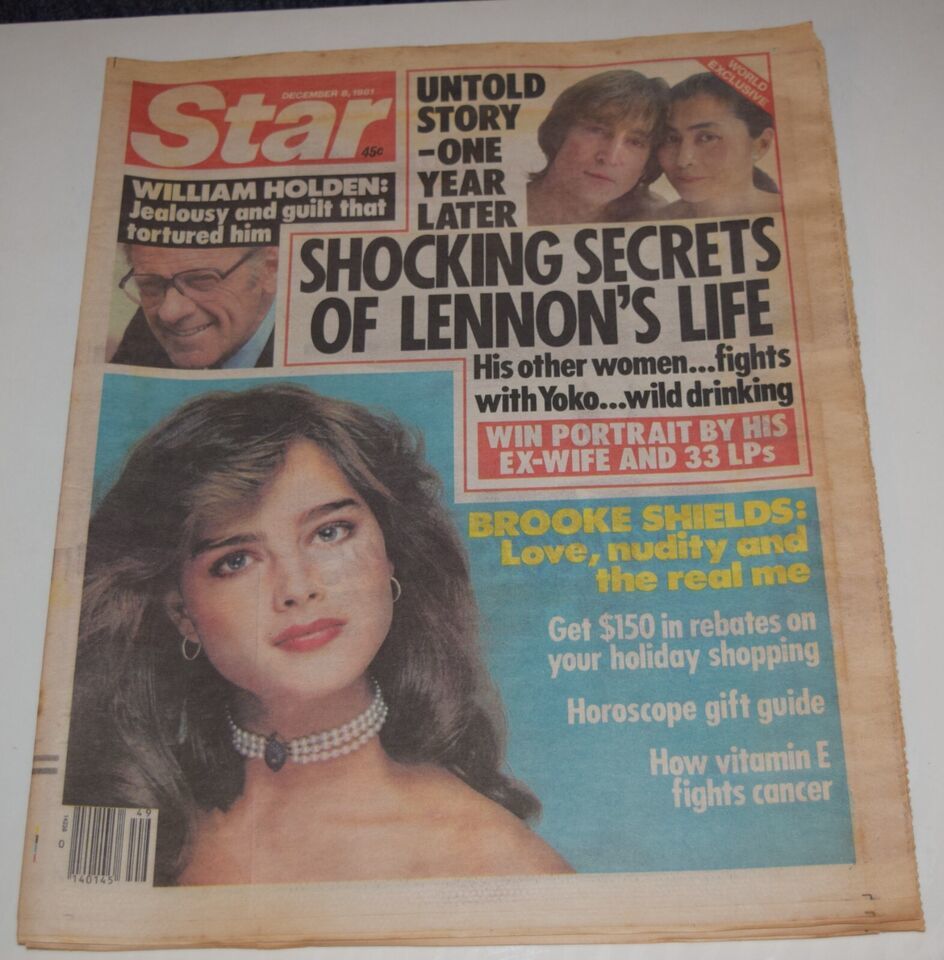 Star
DECEMBER 8, 1981
45¢
WILLIAM HOLDEN:
Jealousy and guilt that
tortured him
UNTOLD
STORY
–ONE
YEAR
LATER
WORLD
EXCLUSIVE
SHOCKING SECRETS
OF LENNON'S LIFE
His other women...fights
with Yoko...wild drinking
WIN PORTRAIT BY HIS
EX-WIFE AND 33 LPs
BROOKE SHIELDS:
Love, nudity and
the real me
Get $150 in rebates on
your holiday shopping
Horoscope gift guide
How vitamin E
fights cancer
49
0
140145